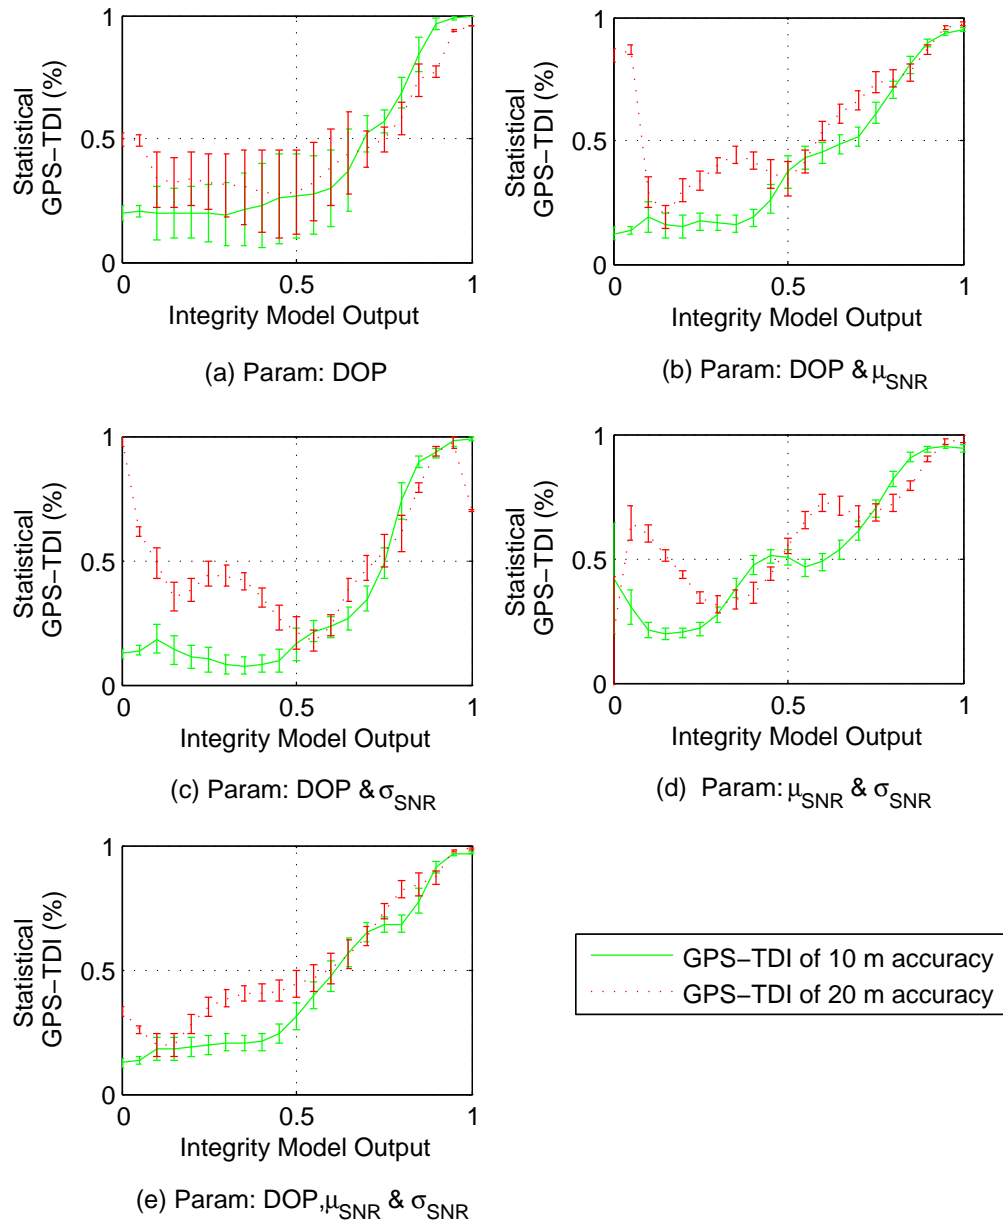 1
0.5
0
0
0.5
1
Statistical
GPS−TDI (%)
Integrity Model Output
(a) Param: DOP
1
0.5
0
0
0.5
1
Statistical
GPS−TDI (%)
Integrity Model Output
(b) Param: DOP & μSNR
1
0.5
0
0
0.5
1
Statistical
GPS−TDI (%)
Integrity Model Output
(c) Param: DOP & σSNR
1
0.5
0
0
0.5
1
Statistical
GPS−TDI (%)
Integrity Model Output
(d) Param: μSNR & σSNR
1
0.5
0
0
0.5
1
Statistical
GPS−TDI (%)
Integrity Model Output
(e) Param: DOP,μSNR & σSNR
GPS−TDI of 10 m accuracy
GPS−TDI of 20 m accuracy